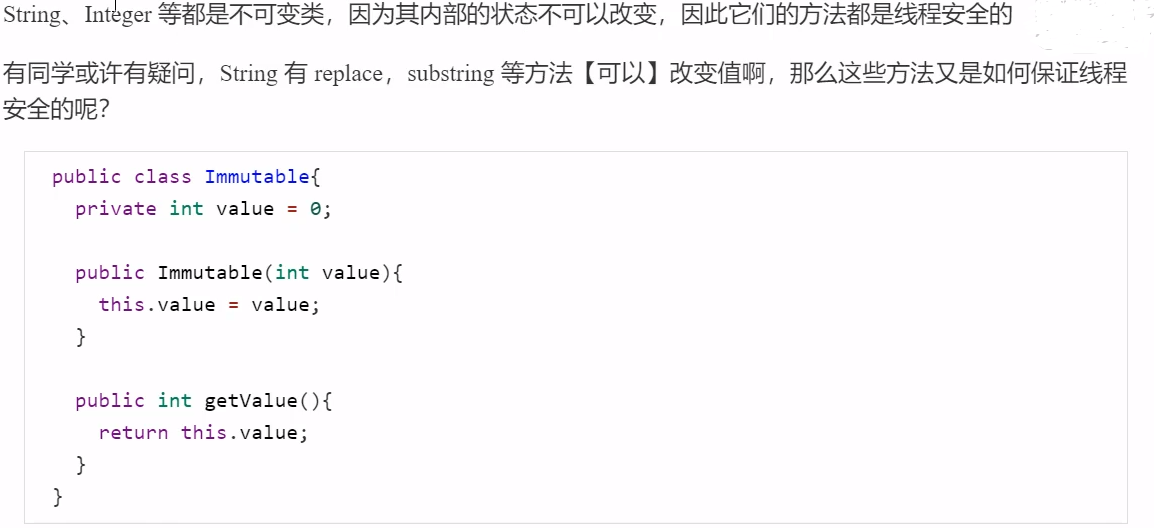 String、Integer 等都是不可变类，因为其内部的状态不可以改变，因此它们的方法都是线程安全的
有同学或许有疑问，String 有 replace，substring 等方法【可以】改变值啊，那么这些方法又是如何保证线程
安全的呢？
public class Immutable{
private int value = 0;
public Immutable(int value){
this.value = value;
}
public int getValue(){
return this.value;
}
}